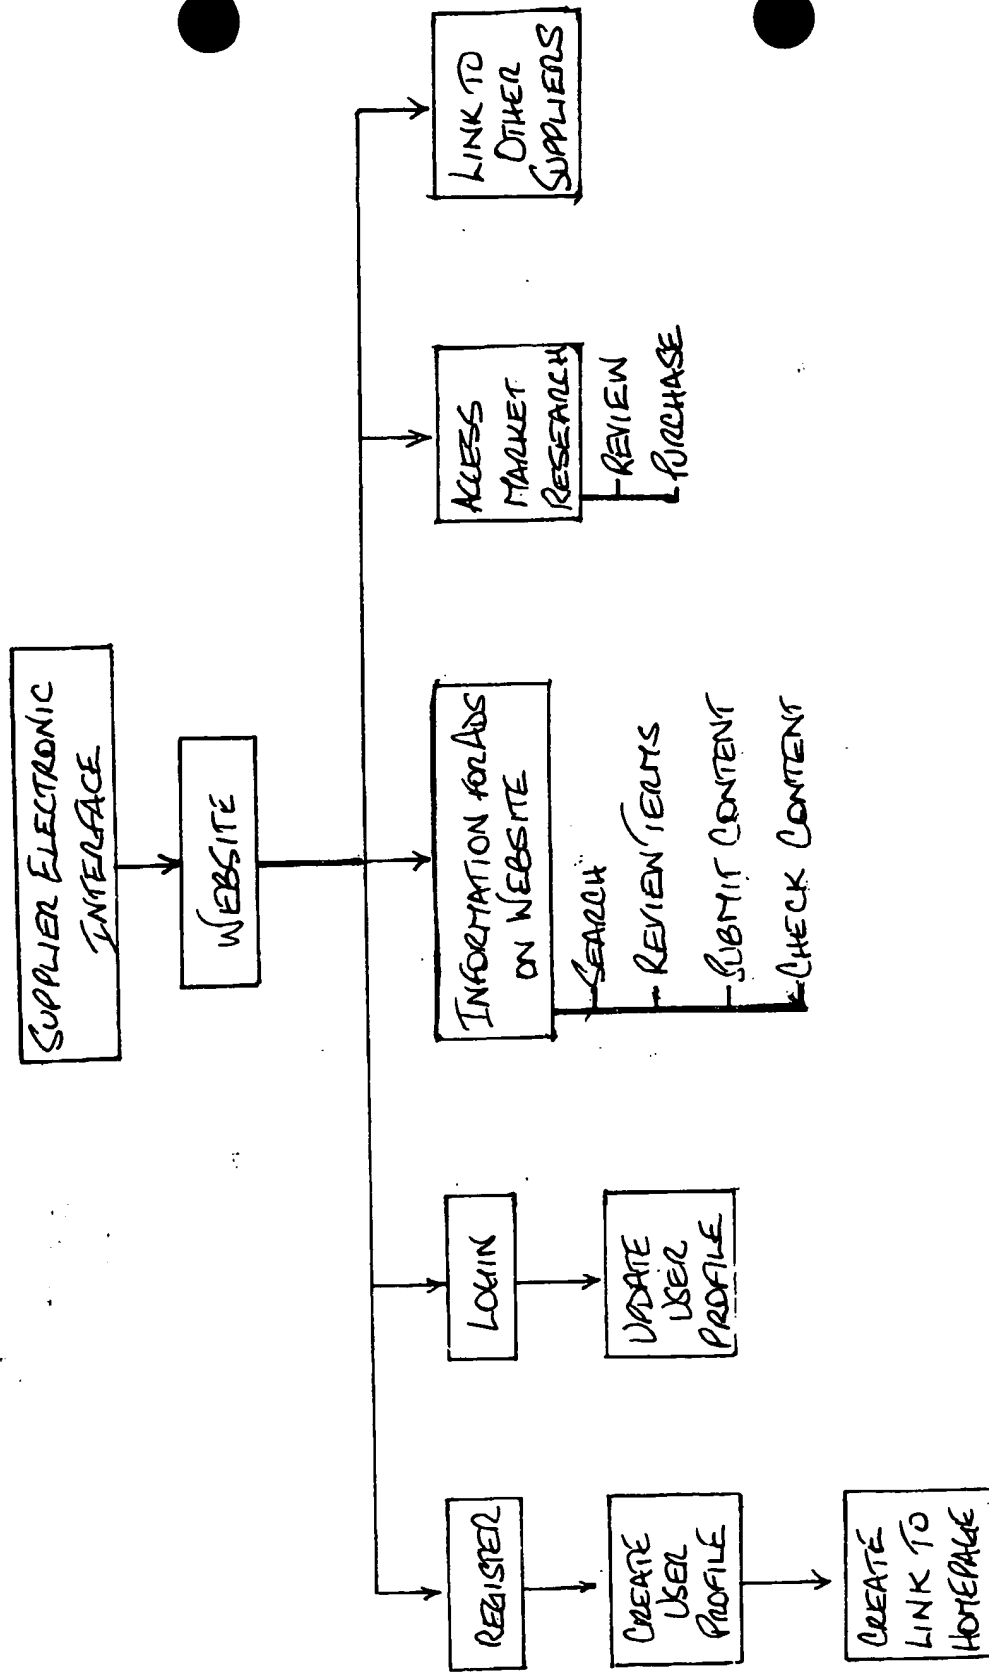 SUPPLIER ELECTRONIC
INTERFACE
WEBSITE
REGISTER
CREATE
USER
PROFILE
CREATE
LINK TO
HOMEPAGE
LOGIN
UPDATE
USER
PROFILE
INFORMATION FOR ADS
ON WEBSITE
SEARCH
REVIEW TERMS
SUBMIT CONTENT
CHECK CONTENT
ACCESS
MARKET
RESEARCH
REVIEW
PURCHASE
LINK TO
OTHER
SUPPLIERS